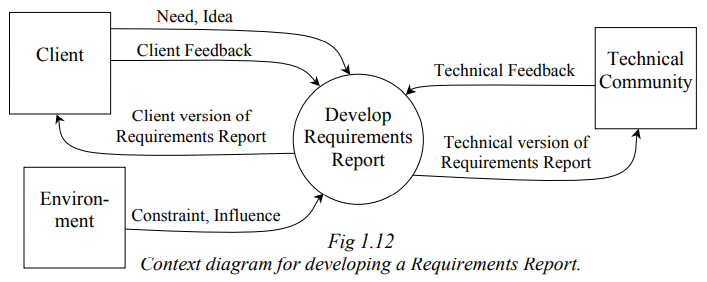 Need, Idea
Client
Client Feedback
Technical
Community
Technical Feedback
Develop
Requirements
Report
Client version of
Requirements Report
Technical version of
Requirements Report
Environ-
ment
Constraint, Influence
Fig 1.12
Context diagram for developing a Requirements Report.